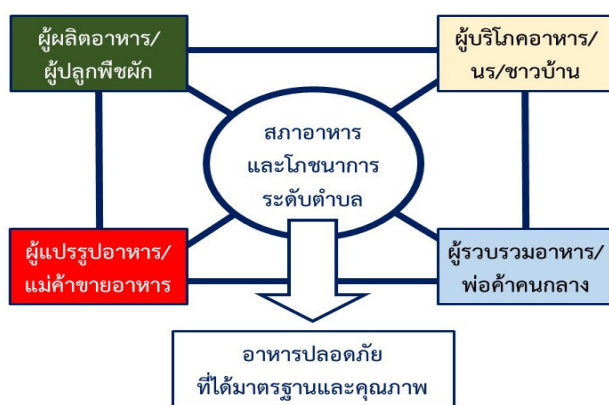 ผู้ผลิตอาหาร/
ผู้ปลูกพืชผัก
ผู้บริโภคอาหาร/
นร/ชาวบ้าน
สภาอาหาร
และโภชนาการ
ระดับตำบล
ผู้แปรรูปอาหาร/
แม่ค้าขายอาหาร
ผู้รวบรวมอาหาร/
พ่อค้าคนกลาง
อาหารปลอดภัย
ที่ได้มาตรฐานและคุณภาพ